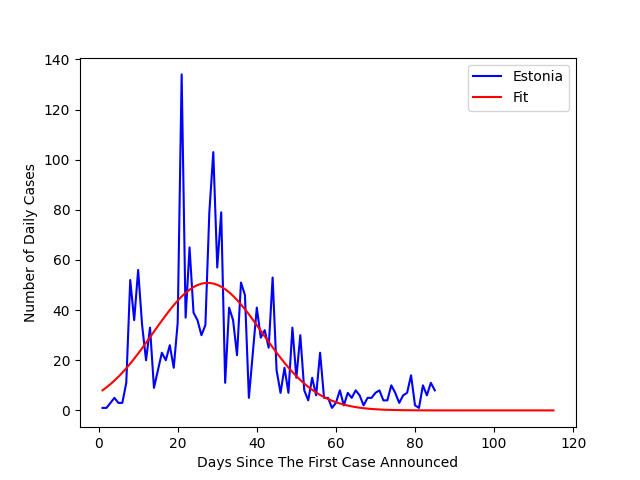 140
120
100
80
60
40
20
0
Number of Daily Cases
Estonia
Fit
0 20 40 60 80 100 120
Days Since The First Case Announced